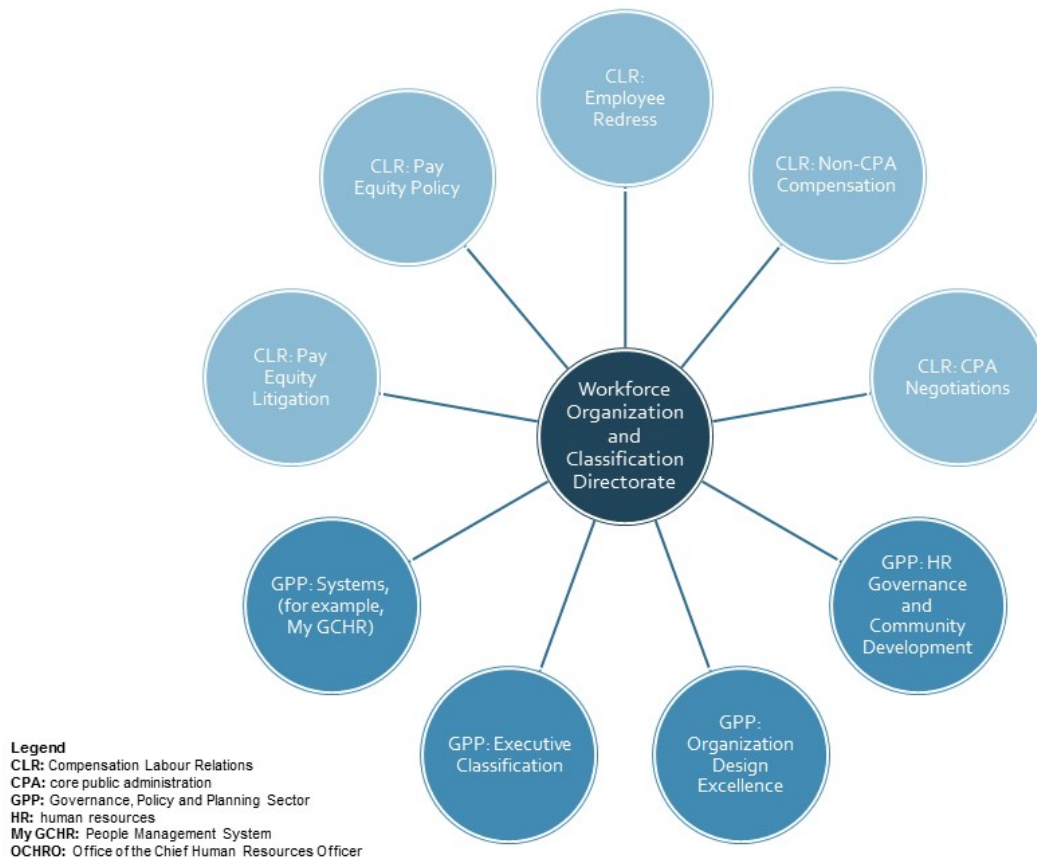 CLR:
Employee
Redress
CLR: Non-CPA
Compensation
CLR: CPA
Negotiations
GPP: HR
Governance
and
Community
Development
GPP:
Organization
Design
Excellence
GPP: Executive
Classification
GPP: Systems,
(for example,
My GCHR)
CLR: Pay
Equity
Litigation
CLR: Pay
Equity Policy
Workforce
Organization
and
Classification
Directorate
Legend
CLR: Compensation Labour Relations
CPA: core public administration
GPP: Governance, Policy and Planning Sector
HR: human resources
My GCHR: People Management System
OCHRO: Office of the Chief Human Resources Officer